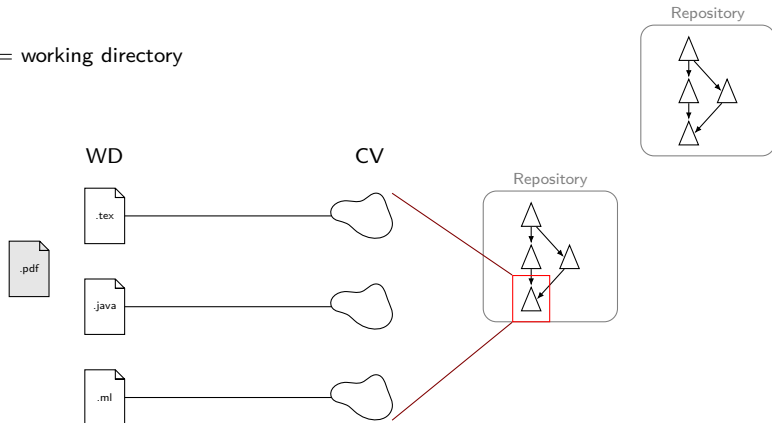 Repository
= working directory
WD
CV
Repository
.tex
.pdf
.java
.ml